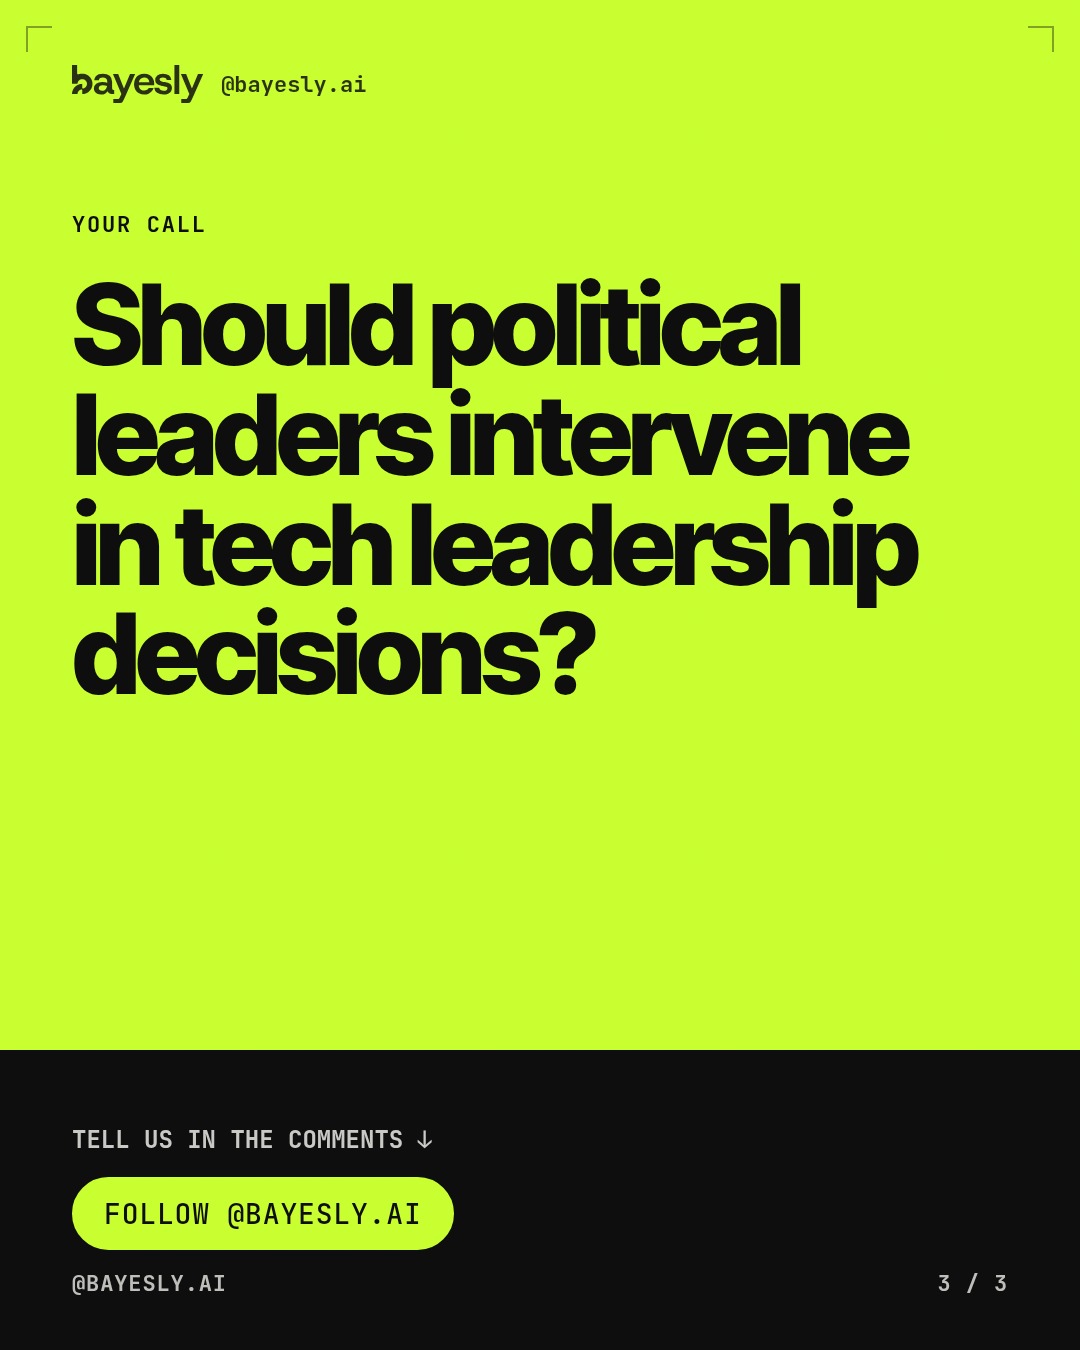 bayesly @bayesly.ai
YOUR CALL
Should political
leaders intervene
in tech leadership
decisions?
TELL US IN THE COMMENTS ↓
FOLLOW @BAYESLY.AI
@BAYESLY.AI 3 / 3